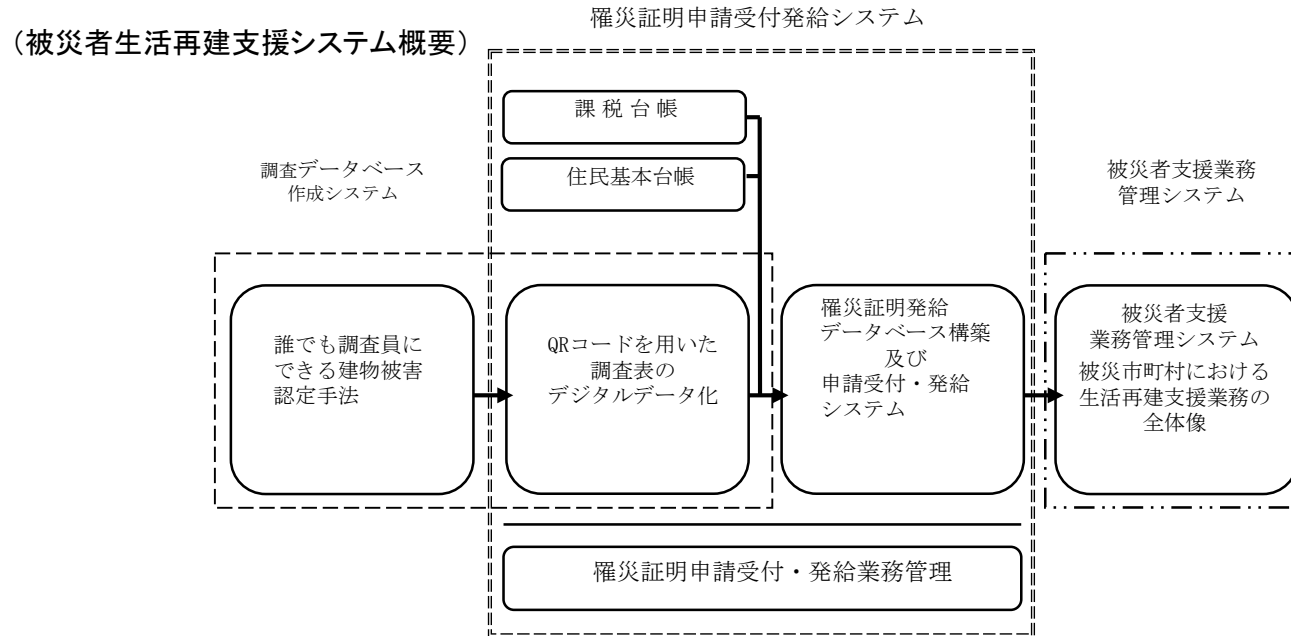 罹災証明申請受付発給システム
（被災者生活再建支援システム概要）
課税台帳
住民基本台帳
調査データベース
作成システム
被災者支援業務
管理システム
誰でも調査員に
できる建物被害
認定手法
QRコードを用いた
調査表の
デジタルデータ化
罹災証明発給
データベース構築
及び
申請受付・発給
システム
被災者支援
業務管理システム
被災市町村における
生活再建支援業務の
全体像
罹災証明申請受付・発給業務管理